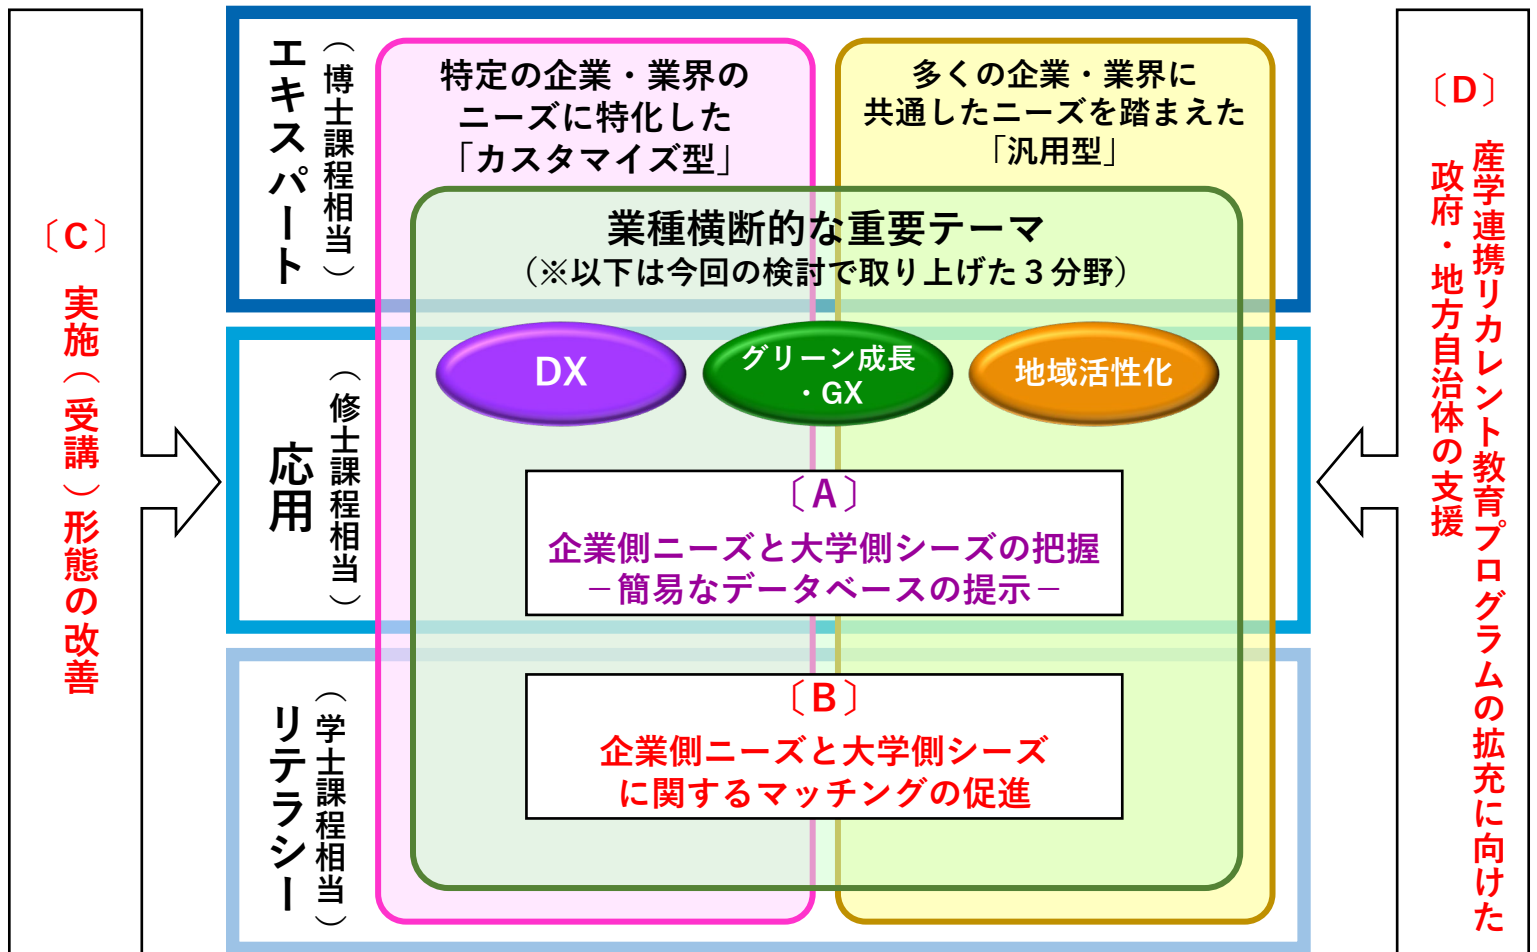 〔C〕
実施（受講）形態の改善
エキスパート
（博士課程相当）
特定の企業・業界の
ニーズに特化した
「カスタマイズ型」
多くの企業・業界に
共通したニーズを踏まえた
「汎用型」
業種横断的な重要テーマ
（※以下は今回の検討で取り上げた３分野）
DX
グリーン成長
・GX
地域活性化
応用
（修士課程相当）
〔A〕
企業側ニーズと大学側シーズの把握
－簡易なデータベースの提示－
リテラシー
（学士課程相当）
〔B〕
企業側ニーズと大学側シーズ
に関するマッチングの促進
〔D〕
産学連携リカレント教育プログラムの拡充に向けた
政府・地方自治体の支援